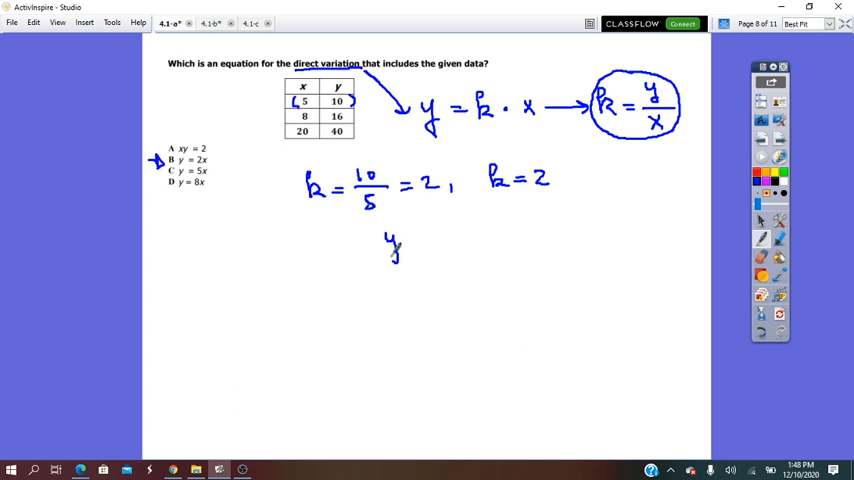 ActivInspire - Studio
File Edit View Insert Tools Help
4.1-a* 4.1-b* 4.1-c
CLASSFLOW Connect
Page 8 of 11 Best Fit
Which is an equation for the direct variation that includes the given data?
x y
5 10
8 16
20 40
y = k · x → k = y/x
A xy = 2
B y = 2x
C y = 5x
D y = 8x
k = 10/5 = 2, k = 2
y
1:48 PM
12/10/2020